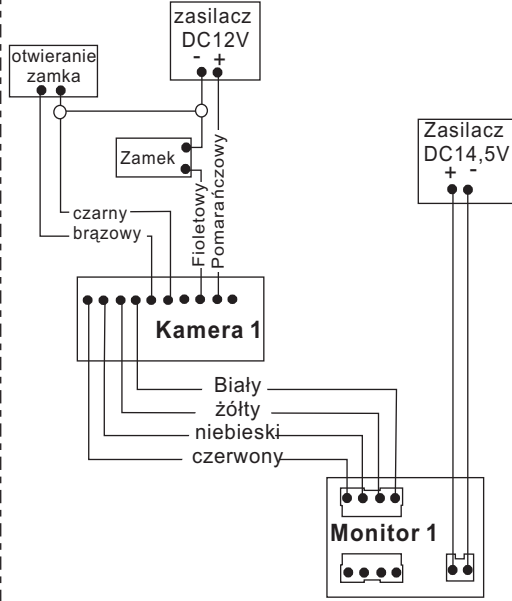 zasilacz
DC12V
- +
otwieranie
zamka
Zamek
Zasilacz
DC14,5V
+ -
Fioletowy
Pomarańczowy
czarny
brązowy
Kamera 1
Biały
żółty
niebieski
czerwony
Monitor 1